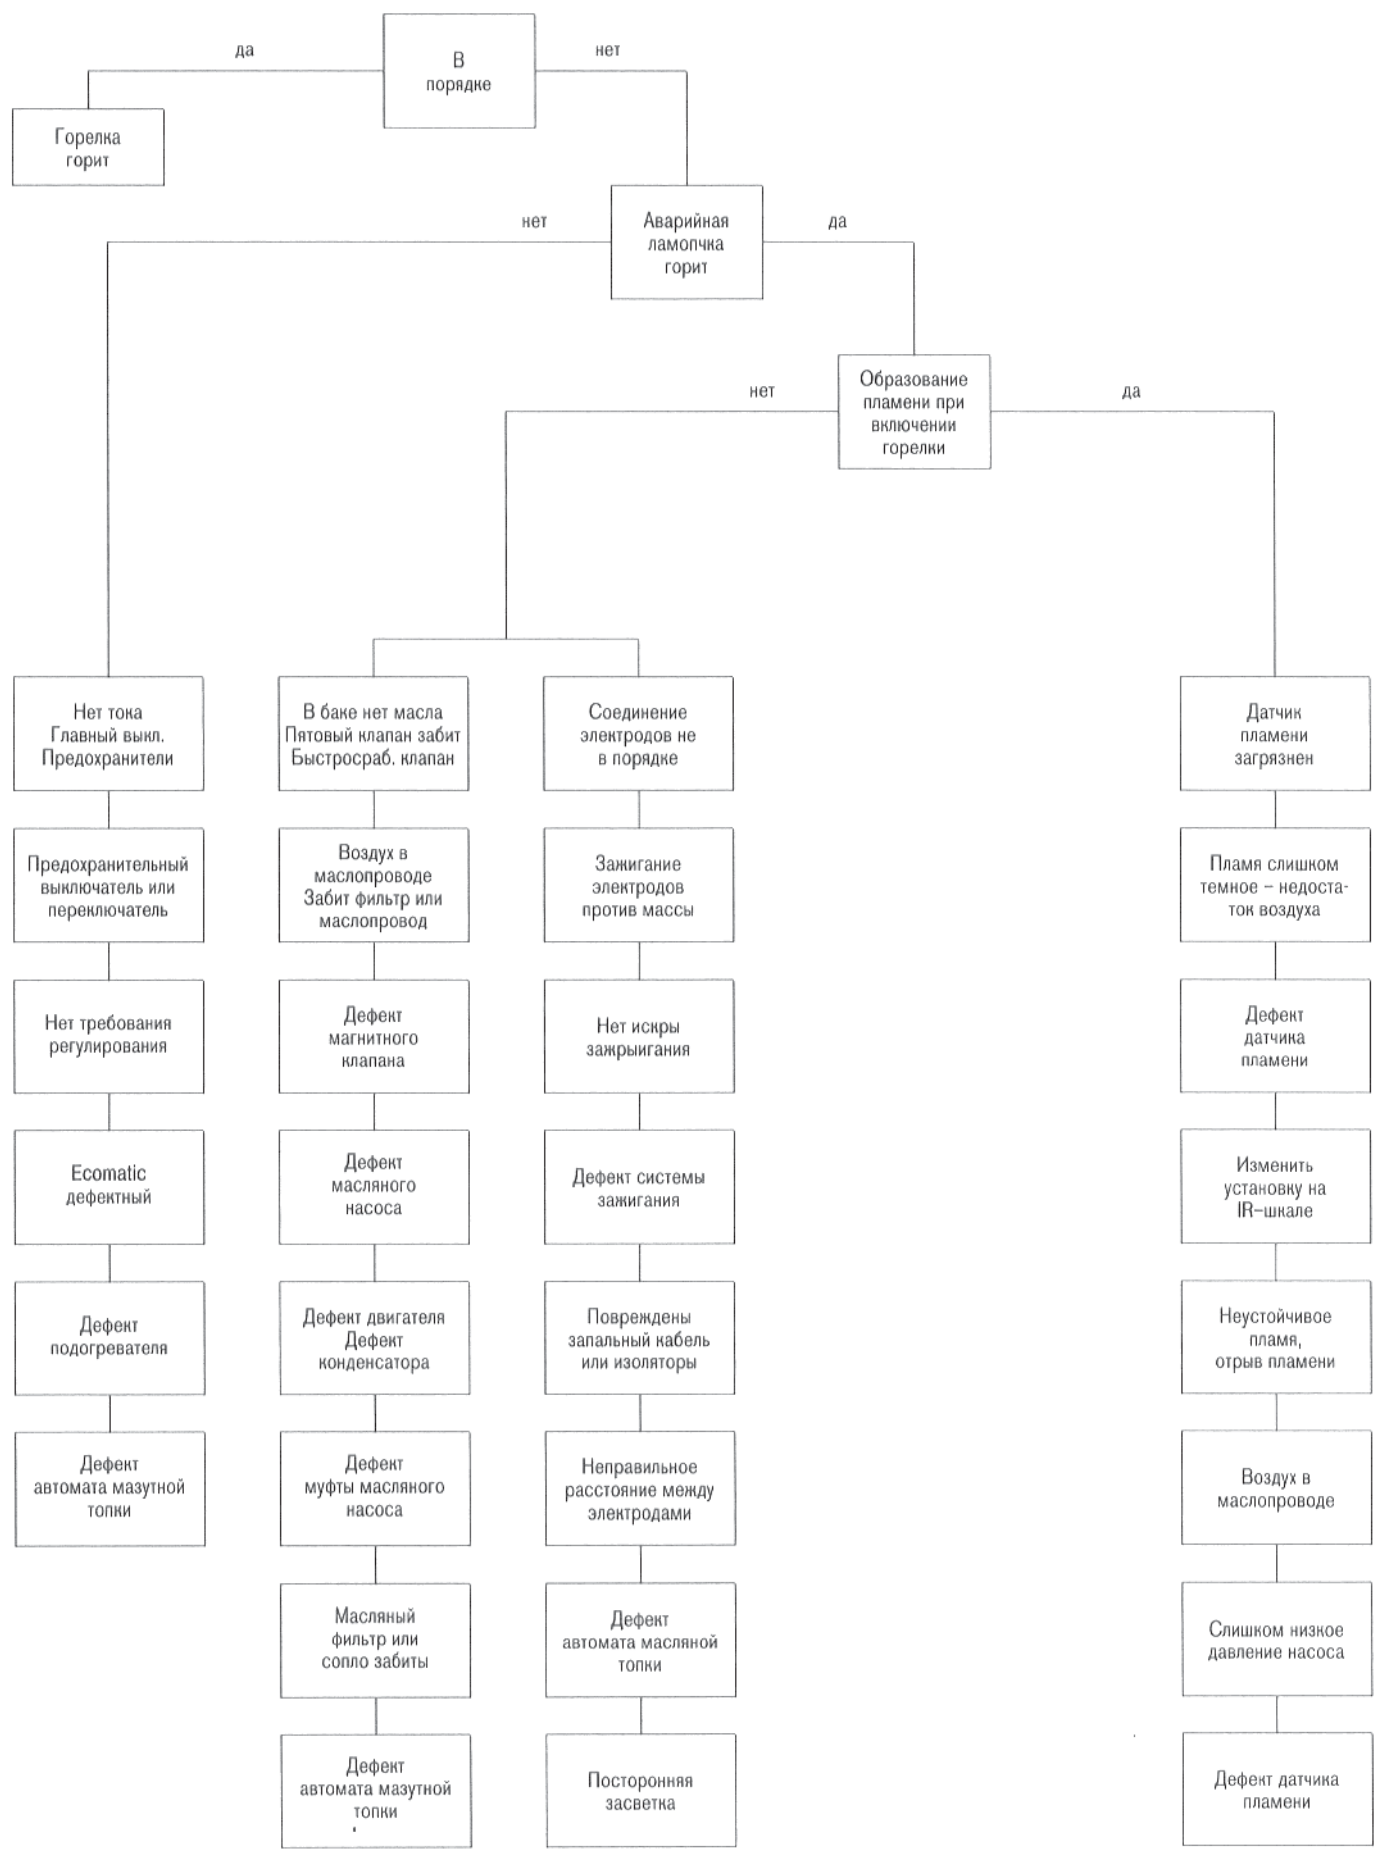 да
В
порядке
нет
Горелка
горит
нет
Аварийная
ламопчка
горит
да
нет
Образование
пламени при
включении
горелки
да
Нет тока
Главный выкл.
Предохранители
В баке нет масла
Пятовый клапан забит
Быстросраб. клапан
Соединение
электродов не
в порядке
Датчик
пламени
загрязнен
Предохранительный
выключатель или
переключатель
Воздух в
маслопроводе
Забит фильтр или
маслопровод
Зажигание
электродов
против массы
Пламя слишком
темное – недоста-
ток воздуха
Нет требования
регулирования
Дефект
магнитного
клапана
Нет искры
зажрыигания
Дефект
датчика
пламени
Ecomatic
дефектный
Дефект
масляного
насоса
Дефект системы
зажигания
Изменить
установку на
IR–шкале
Дефект
подогревателя
Дефект двигателя
Дефект
конденсатора
Повреждены
запальный кабель
или изоляторы
Неустойчивое
пламя,
отрыв пламени
Дефект
автомата мазутной
топки
Дефект
муфты масляного
насоса
Неправильное
расстояние между
электродами
Воздух в
маслопроводе
Масляный
фильтр или
сопло забиты
Дефект
автомата масляной
топки
Слишком низкое
давление насоса
Дефект
автомата мазутной
топки
Посторонняя
засветка
Дефект датчика
пламени